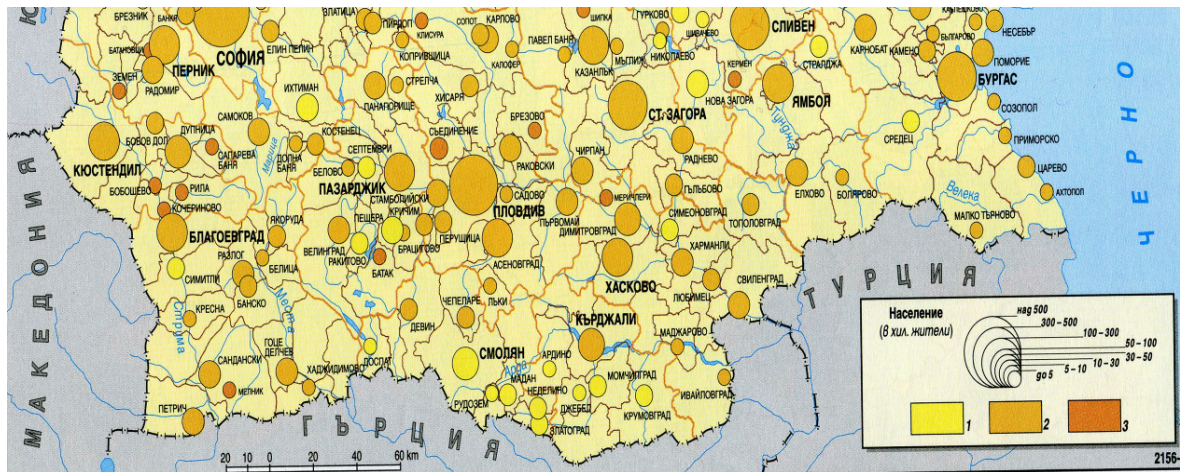 БРЕЗНИК
БАНКЯ
ЗЛАТИЦА
ПИРДОП
КЛИСУРА
СОПОТ
КАРЛОВО
ШИПКА
ГУРКОВО
ШИВАЧЕВО
СЛИВЕН
НЕСЕБЪР
БЪЛГАРОВО
БАТАНОВЦИ
СОФИЯ
ЕЛИН ПЕЛИН
КОПРИВЩИЦА
КАЛОФЕР
ПАВЕЛ БАНЯ
КАЗАНЛЪК
МЪГЛИЖ
НИКОЛАЕВО
КЕРМЕН
СТРАЛДЖА
КАРНОБАТ
КАМЕНО
ПОМОРИЕ
ЗЕМЕН
ПЕРНИК
РАДОМИР
ИХТИМАН
ПАНАГЮРИЩЕ
СТРЕЛЧА
ХИСАРЯ
НОВА ЗАГОРА
ЯМБОЛ
БУРГАС
СОЗОПОЛ
БОБОВ ДОЛ
ДУПНИЦА
САМОКОВ
КОСТЕНЕЦ
СЪЕДИНЕНИЕ
БРЕЗОВО
СТ. ЗАГОРА
Тунджа
СРЕДЕЦ
ПРИМОРСКО
КЮСТЕНДИЛ
САПАРЕВА
БАНЯ
Марица
ДОЛНА
БАНЯ
СЕПТЕМВРИ
БЕЛОВО
РАКОВСКИ
ЧИРПАН
РАДНЕВО
ЦАРЕВО
БОБОШЕВО
РИЛА
ПАЗАРДЖИК
СТАМБОЛИЙСКИ
САДОВО
МЕРИЧЛЕРИ
ГЪЛЪБОВО
ЕЛХОВО
БОЛЯРОВО
Велека
АХТОПОЛ
КОЧЕРИНОВО
ЯКОРУДА
ПЕЩЕРА
КРИЧИМ
ПЛОВДИВ
ПЪРВОМАЙ
СИМЕОНОВГРАД
ТОПОЛОВГРАД
МАЛКО ТЪРНОВО
БЛАГОЕВГРАД
ВЕЛИНГРАД
БРАЦИГОВО
ПЕРУЩИЦА
ДИМИТРОВГРАД
РАЗЛОГ
РАКИТОВО
БАТАК
АСЕНОВГРАД
ХАРМАНЛИ
СИМИТЛИ
БЕЛИЦА
ХАСКОВО
СВИЛЕНГРАД
БАНСКО
ЧЕПЕЛАРЕ
ЛЪКИ
ЛЮБИМЕЦ
КРЕСНА
Струма
Места
ДЕВИН
КЪРДЖАЛИ
МАДЖАРОВО
ГОЦЕ
ДЕЛЧЕВ
САНДАНСКИ
ДОСПАТ
СМОЛЯН
Арда
АРДИНО
ХАДЖИДИМОВО
МАДАН
МОМЧИЛГРАД
МЕЛНИК
НЕДЕЛИНО
РУДОЗЕМ
ДЖЕБЕЛ
КРУМОВГРАД
ИВАЙЛОВГРАД
ПЕТРИЧ
ЗЛАТОГРАД
МАКЕДОНИЯ
ГЪРЦИЯ
ТУРЦИЯ
ЧЕРНО
Население
(в хил. жители)
над 500
300 – 500
100 – 300
50 – 100
30 – 50
10 – 30
5 – 10
до 5
1
2
3
20 10 0 20 40 60 km
2156-